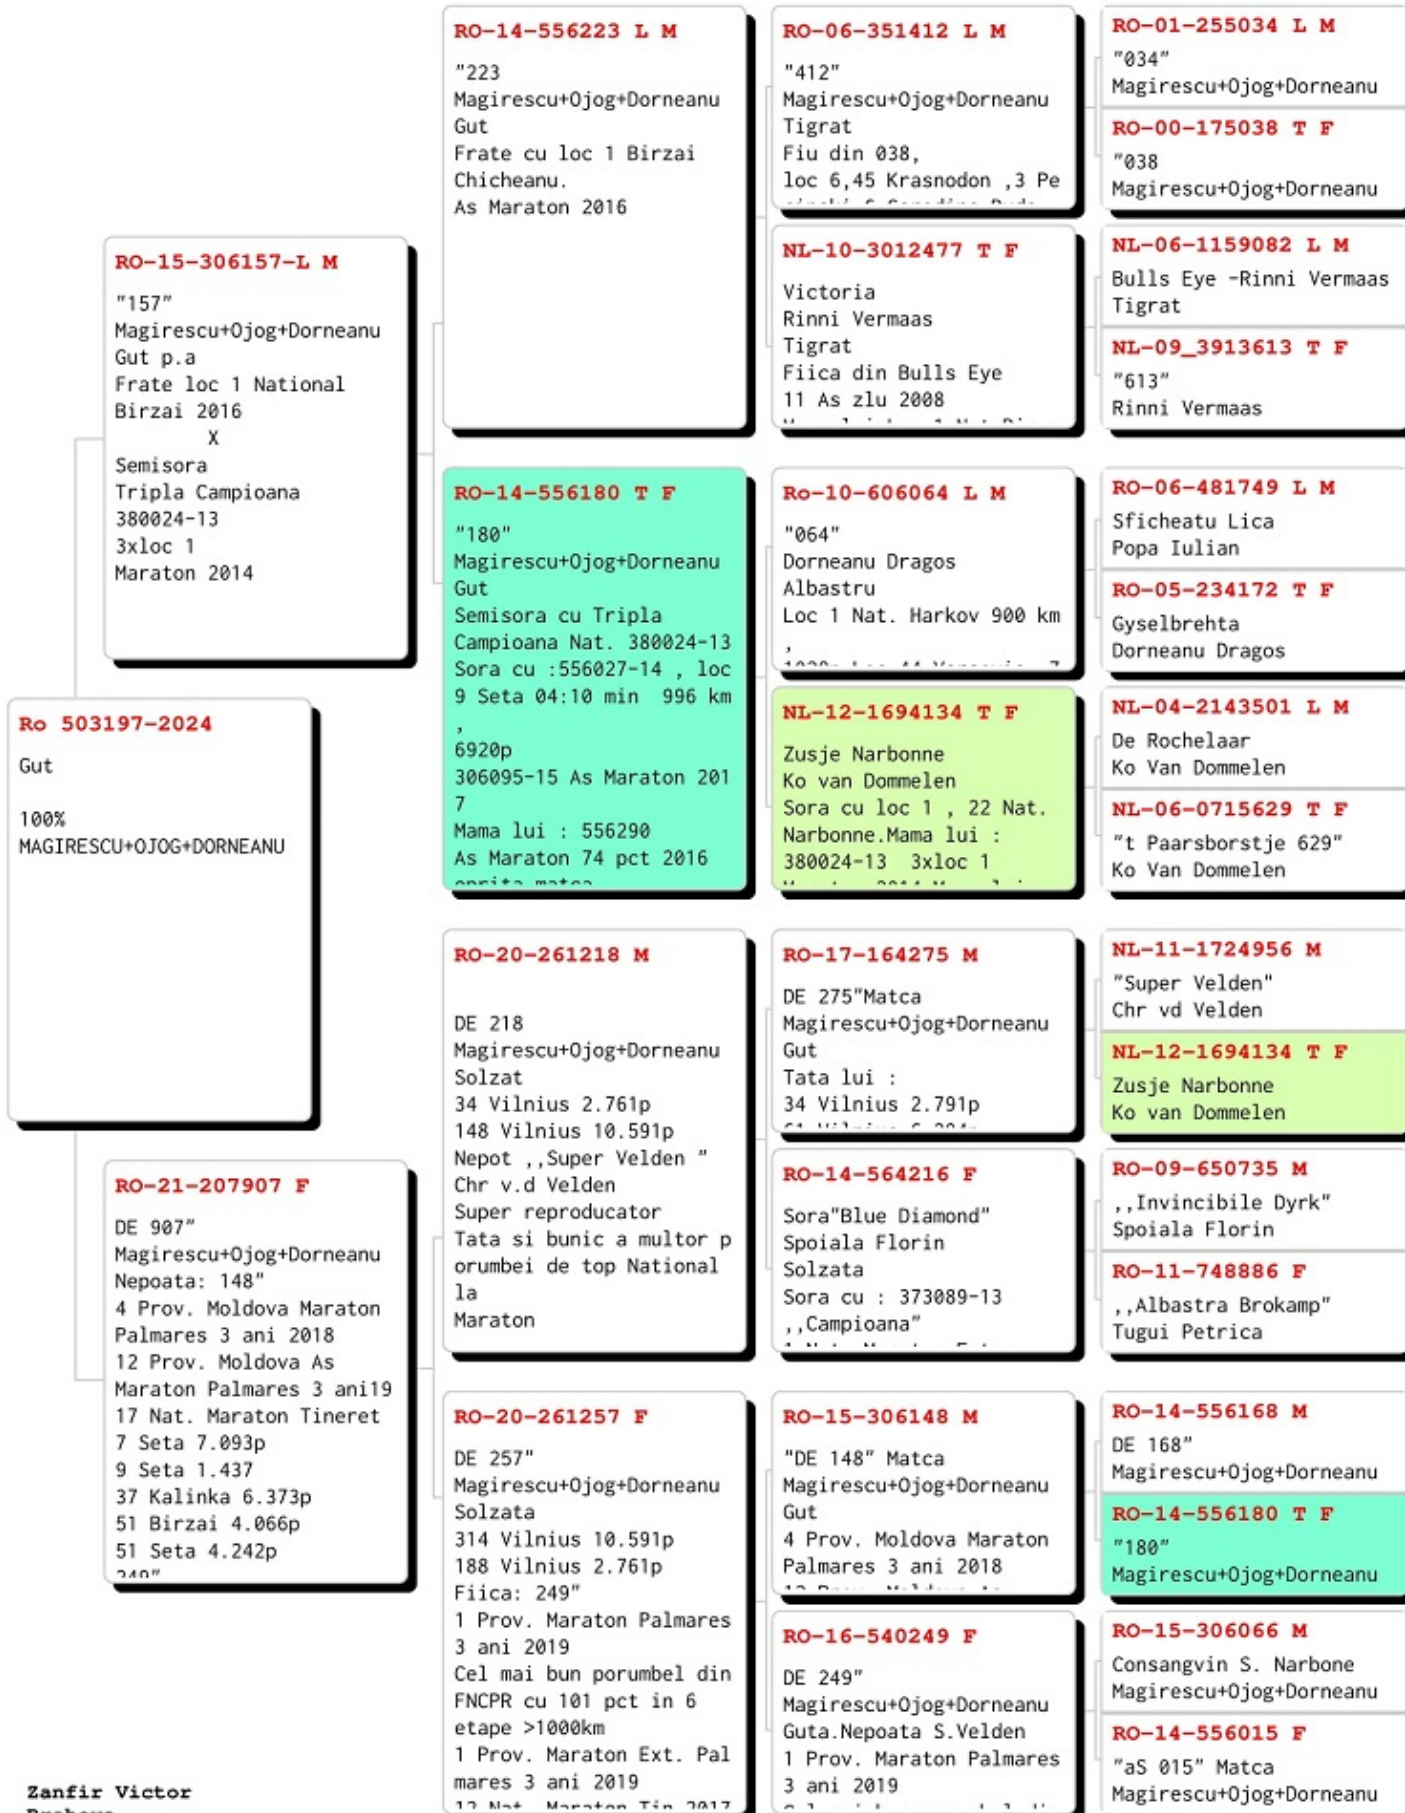 RO-14-556223 L M
"223
Magirescu+Ojog+Dorneanu
Gut
Frate cu loc 1 Birzai
Chicheanu.
As Maraton 2016
RO-06-351412 L M
"412"
Magirescu+Ojog+Dorneanu
Tigrat
Fiu din 038,
loc 6,45 Krasnodon ,3 Pe
RO-01-255034 L M
"034"
Magirescu+Ojog+Dorneanu
RO-00-175038 T F
"038
Magirescu+Ojog+Dorneanu
NL-10-3012477 T F
Victoria
Rinni Vermaas
Tigrat
Fiica din Bulls Eye
11 As zlu 2008
NL-06-1159082 L M
Bulls Eye -Rinni Vermaas
Tigrat
NL-09_3913613 T F
"613"
Rinni Vermaas
RO-15-306157-L M
"157"
Magirescu+Ojog+Dorneanu
Gut p.a
Frate loc 1 National
Birzai 2016
X
Semisora
Tripla Campioana
380024-13
3xloc 1
Maraton 2014
RO-14-556180 T F
"180"
Magirescu+Ojog+Dorneanu
Gut
Semisora cu Tripla
Campioana Nat. 380024-13
Sora cu :556027-14 , loc
9 Seta 04:10 min  996 km
,
6920p
306095-15 As Maraton 201
7
Mama lui : 556290
As Maraton 74 pct 2016
oprita matca
Ro-10-606064 L M
"064"
Dorneanu Dragos
Albastru
Loc 1 Nat. Harkov 900 km
,
RO-06-481749 L M
Sficheatu Lica
Popa Iulian
RO-05-234172 T F
Gyselbrehta
Dorneanu Dragos
NL-12-1694134 T F
Zusje Narbonne
Ko van Dommelen
Sora cu loc 1 , 22 Nat.
Narbonne.Mama lui :
380024-13  3xloc 1
NL-04-2143501 L M
De Rochelaar
Ko Van Dommelen
NL-06-0715629 T F
"t Paarsborstje 629"
Ko Van Dommelen
Ro 503197-2024
Gut
100%
MAGIRESCU+OJOG+DORNEANU
RO-20-261218 M
DE 218
Magirescu+Ojog+Dorneanu
Solzat
34 Vilnius 2.761p
148 Vilnius 10.591p
Nepot ,,Super Velden "
Chr v.d Velden
Super reproducator
Tata si bunic a multor p
orumbei de top National
la
Maraton
RO-17-164275 M
DE 275"Matca
Magirescu+Ojog+Dorneanu
Gut
Tata lui :
34 Vilnius 2.791p
NL-11-1724956 M
"Super Velden"
Chr vd Velden
NL-12-1694134 T F
Zusje Narbonne
Ko van Dommelen
RO-14-564216 F
Sora"Blue Diamond"
Spoiala Florin
Solzata
Sora cu : 373089-13
,,Campioana"
RO-09-650735 M
,,Invincibile Dyrk"
Spoiala Florin
RO-11-748886 F
,,Albastra Brokamp"
Tugui Petrica
RO-21-207907 F
DE 907"
Magirescu+Ojog+Dorneanu
Nepoata: 148"
4 Prov. Moldova Maraton
Palmares 3 ani 2018
12 Prov. Moldova As
Maraton Palmares 3 ani19
17 Nat. Maraton Tineret
7 Seta 7.093p
9 Seta 1.437
37 Kalinka 6.373p
51 Birzai 4.066p
51 Seta 4.242p
249"
RO-20-261257 F
DE 257"
Magirescu+Ojog+Dorneanu
Solzata
314 Vilnius 10.591p
188 Vilnius 2.761p
Fiica: 249"
1 Prov. Maraton Palmares
3 ani 2019
Cel mai bun porumbel din
FNCPR cu 101 pct in 6
etape >1000km
1 Prov. Maraton Ext. Pal
mares 3 ani 2019
12 Nat. Maraton Tin 2017
RO-15-306148 M
"DE 148" Matca
Magirescu+Ojog+Dorneanu
Gut
4 Prov. Moldova Maraton
Palmares 3 ani 2018
RO-14-556168 M
DE 168"
Magirescu+Ojog+Dorneanu
RO-14-556180 T F
"180"
Magirescu+Ojog+Dorneanu
RO-16-540249 F
DE 249"
Magirescu+Ojog+Dorneanu
Guta.Nepoata S.Velden
1 Prov. Maraton Palmares
3 ani 2019
RO-15-306066 M
Consangvin S. Narbone
Magirescu+Ojog+Dorneanu
RO-14-556015 F
"aS 015" Matca
Magirescu+Ojog+Dorneanu
Zanfir Victor